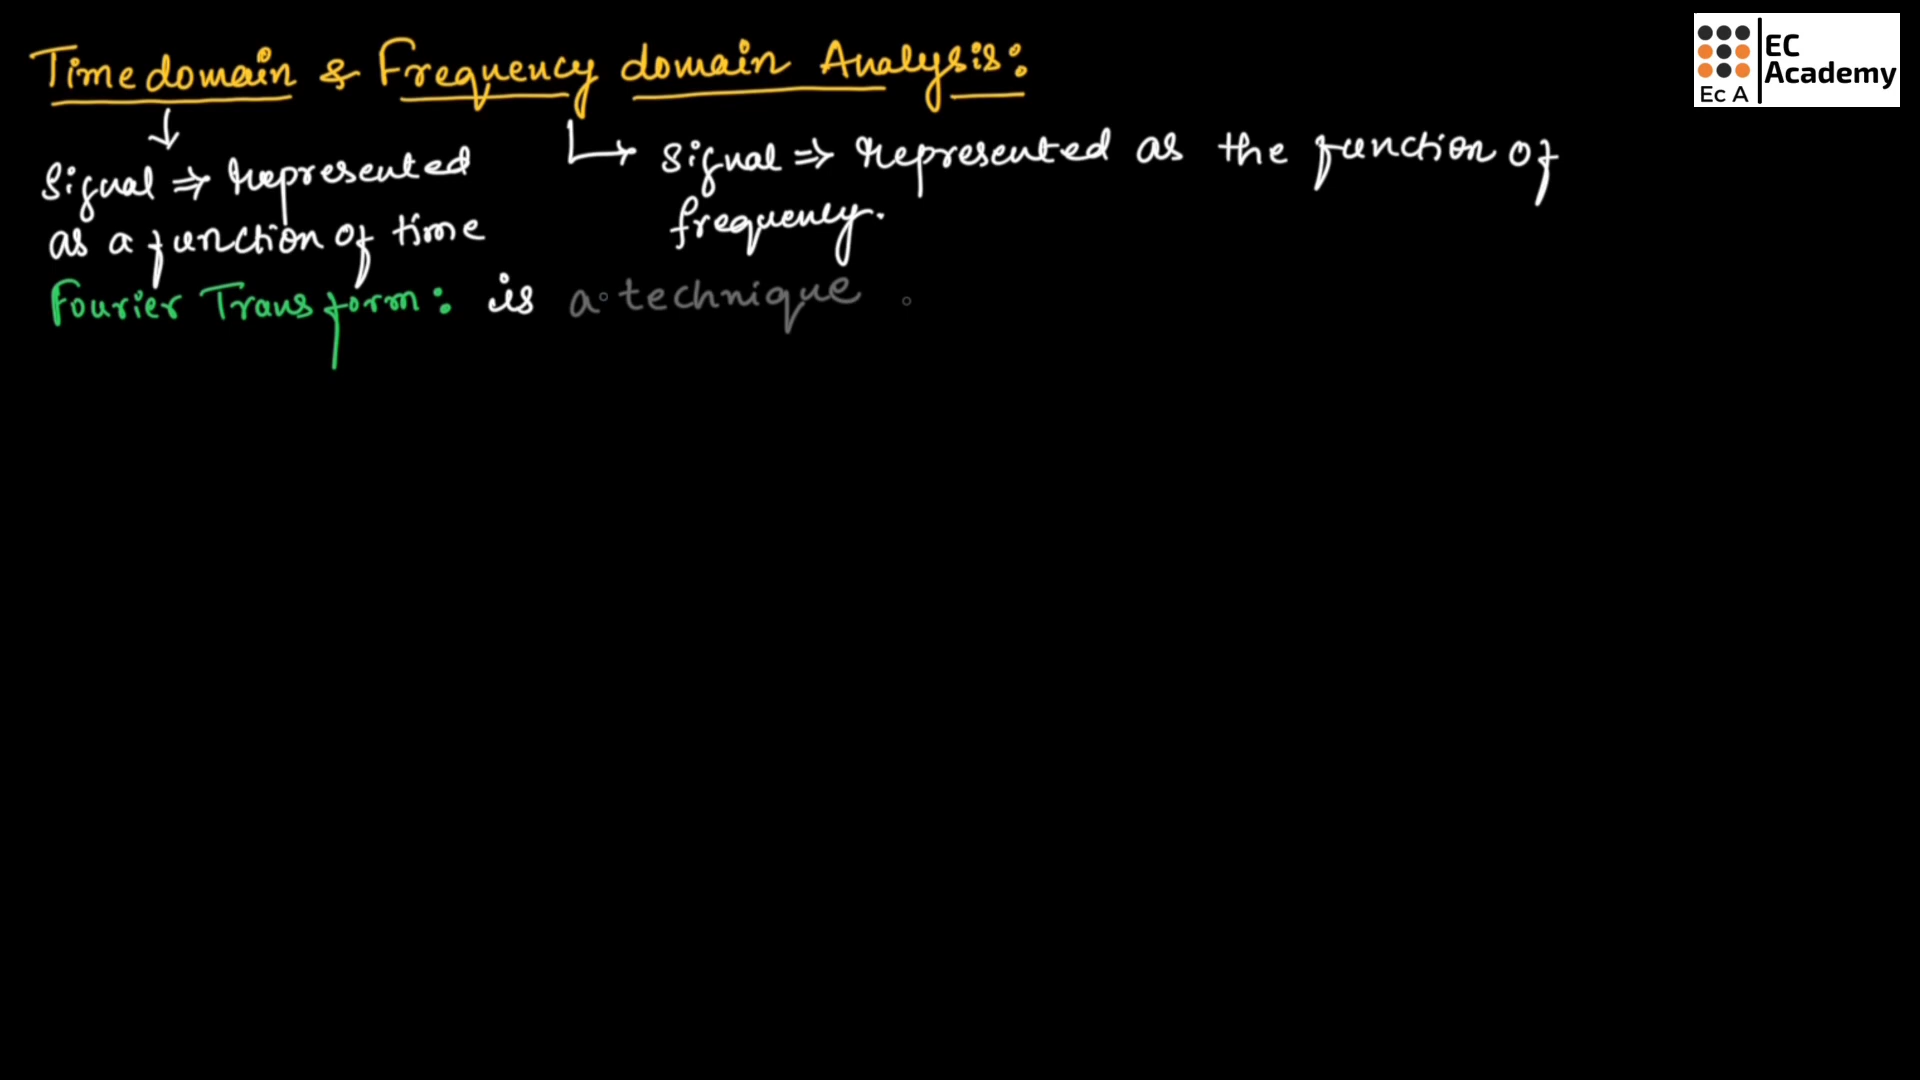 Time domain & Frequency domain Analysis:
Signal ⇒ represented
as a function of time
↳ Signal ⇒ represented as the function of
frequency.
Fourier Transform: is a technique
EC
Academy
Ec A